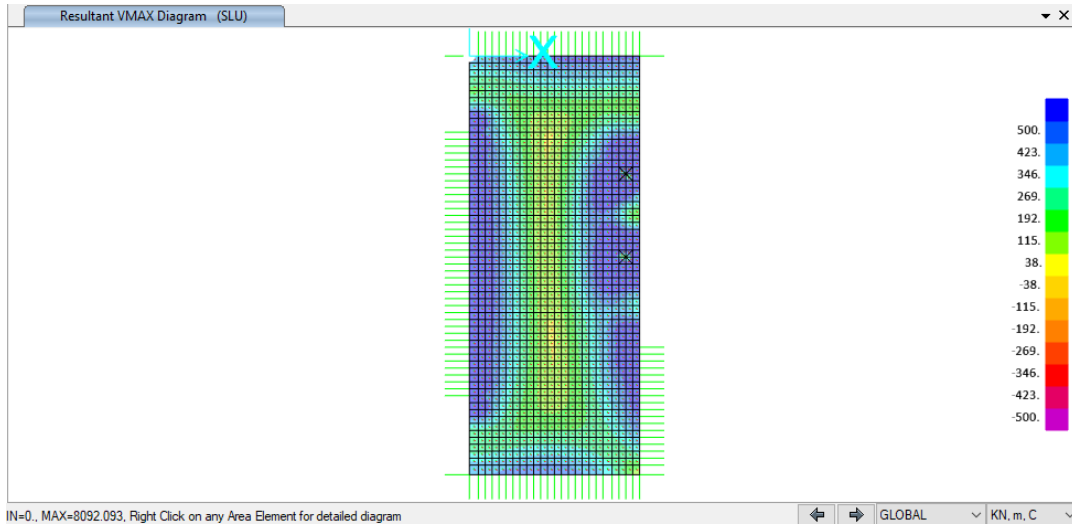 Resultant VMAX Diagram (SLU)
X
500.
423.
346.
269.
192.
115.
38.
-38.
-115.
-192.
-269.
-346.
-423.
-500.
IN=0., MAX=8092.093, Right Click on any Area Element for detailed diagram
GLOBAL
KN, m, C